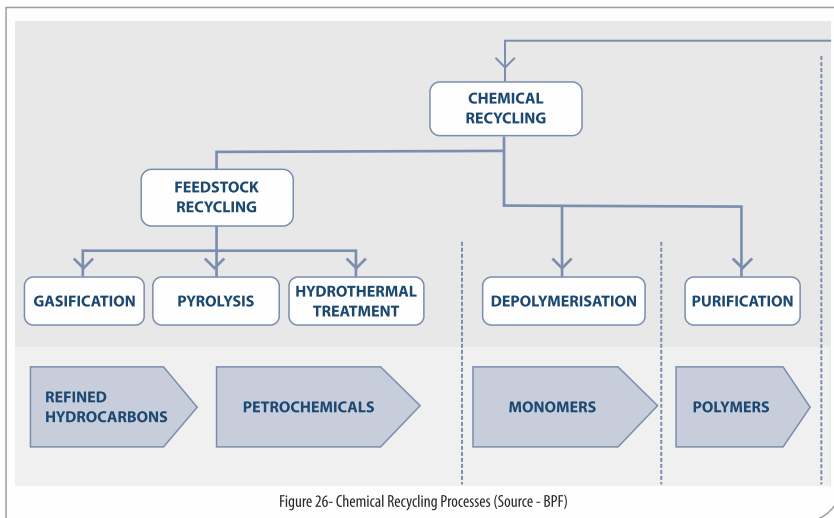 CHEMICAL
RECYCLING
FEEDSTOCK
RECYCLING
GASIFICATION
PYROLYSIS
HYDROTHERMAL
TREATMENT
DEPOLYMERISATION
PURIFICATION
REFINED
HYDROCARBONS
PETROCHEMICALS
MONOMERS
POLYMERS
Figure 26- Chemical Recycling Processes (Source - BPF)